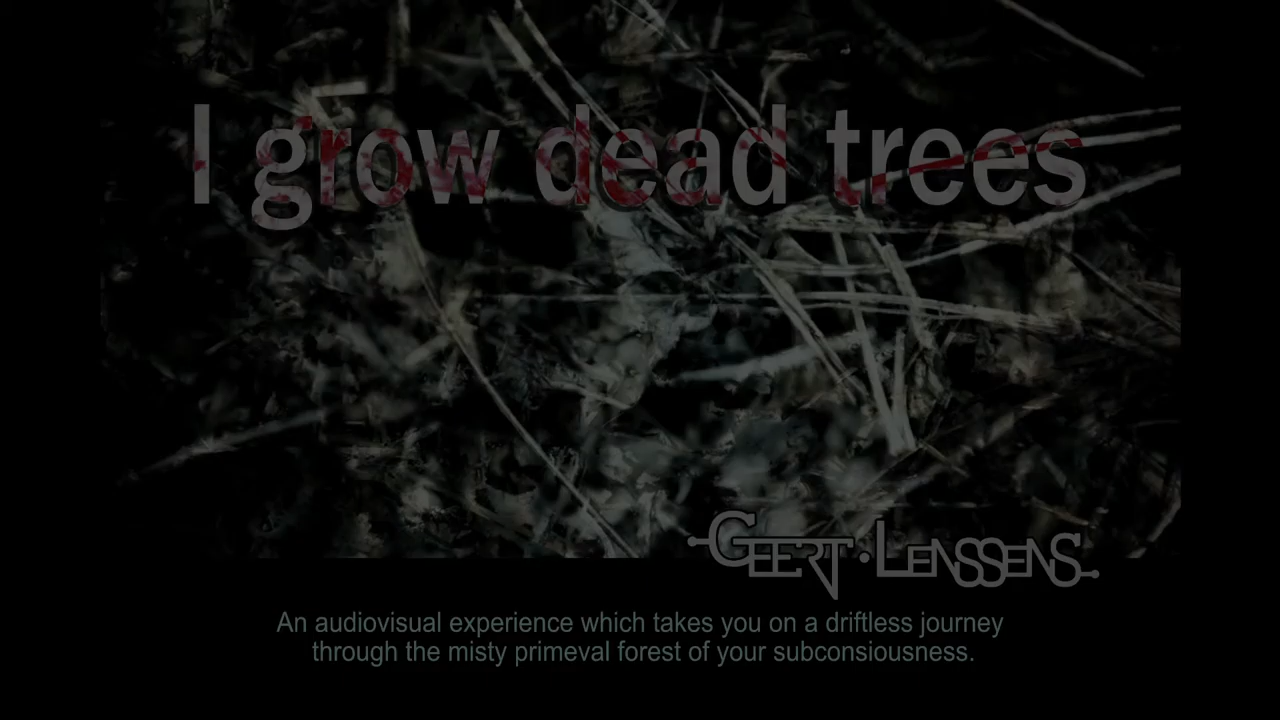 I grow dead trees
GEERT·LENSSENS
An audiovisual experience which takes you on a driftless journey
through the misty primeval forest of your subconsiousness.